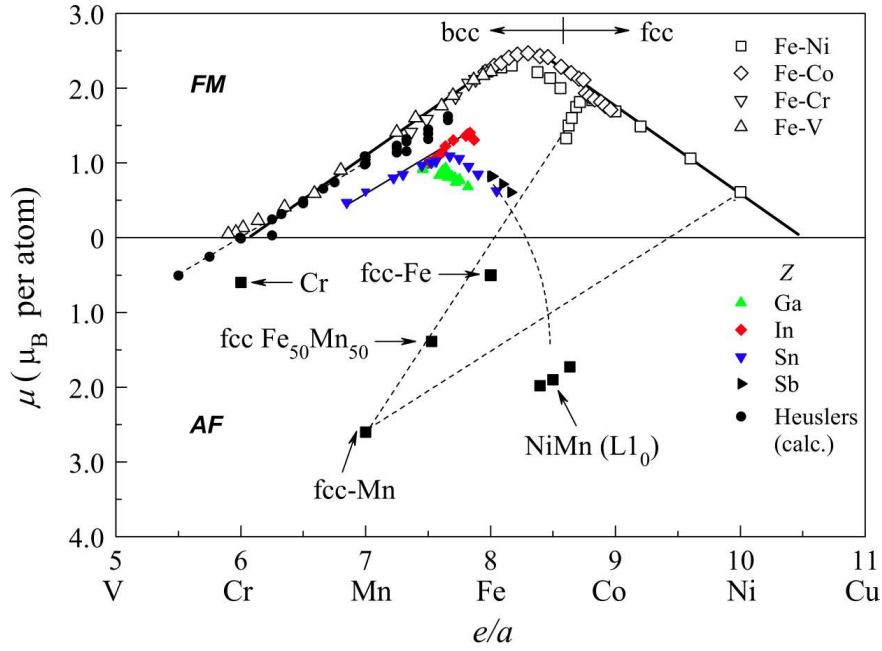 bcc fcc
FM
Fe-Ni
Fe-Co
Fe-Cr
Fe-V
3.0
2.0
1.0
0
1.0
2.0
3.0
4.0
μ ( μ_B per atom)
Cr
fcc-Fe
fcc Fe₅₀Mn₅₀
AF
fcc-Mn
NiMn (L1₀)
Z
Ga
In
Sn
Sb
Heuslers
(calc.)
5 6 7 8 9 10 11
V Cr Mn Fe Co Ni Cu
e/a